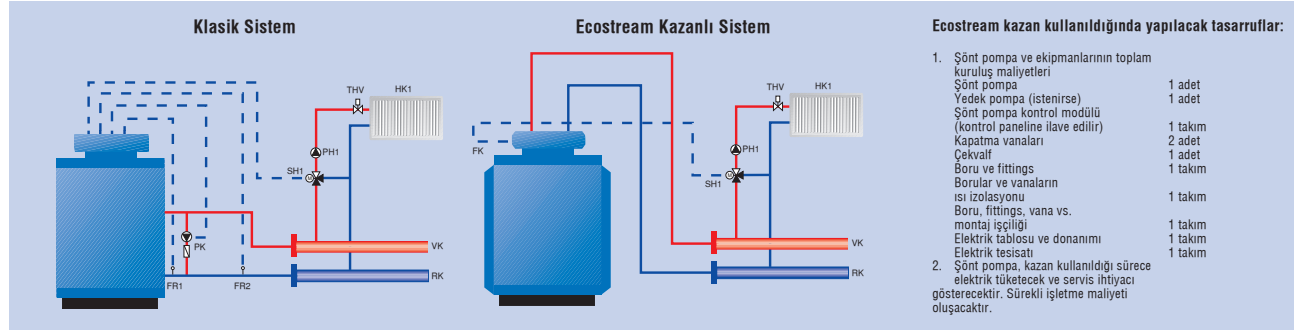 Klasik Sistem
THV
HK1
PH1
SH1
M
PK
VK
RK
FR1
FR2
Ecostream Kazanlı Sistem
THV
HK1
FK
PH1
SH1
M
VK
RK
Ecostream kazan kullanıldığında yapılacak tasarruflar:
1. Şönt pompa ve ekipmanlarının toplam
kuruluş maliyetleri
Şönt pompa 1 adet
Yedek pompa (istenirse) 1 adet
Şönt pompa kontrol modülü
(kontrol paneline ilave edilir) 1 takım
Kapatma vanaları 2 adet
Çekvalf 1 adet
Boru ve fittings 1 takım
Borular ve vanaların
ısı izolasyonu 1 takım
Boru, fittings, vana vs.
montaj işçiliği 1 takım
Elektrik tablosu ve donanımı 1 takım
Elektrik tesisatı 1 takım
2. Şönt pompa, kazan kullanıldığı sürece
elektrik tüketecek ve servis ihtiyacı
gösterecektir. Sürekli işletme maliyeti
oluşacaktır.